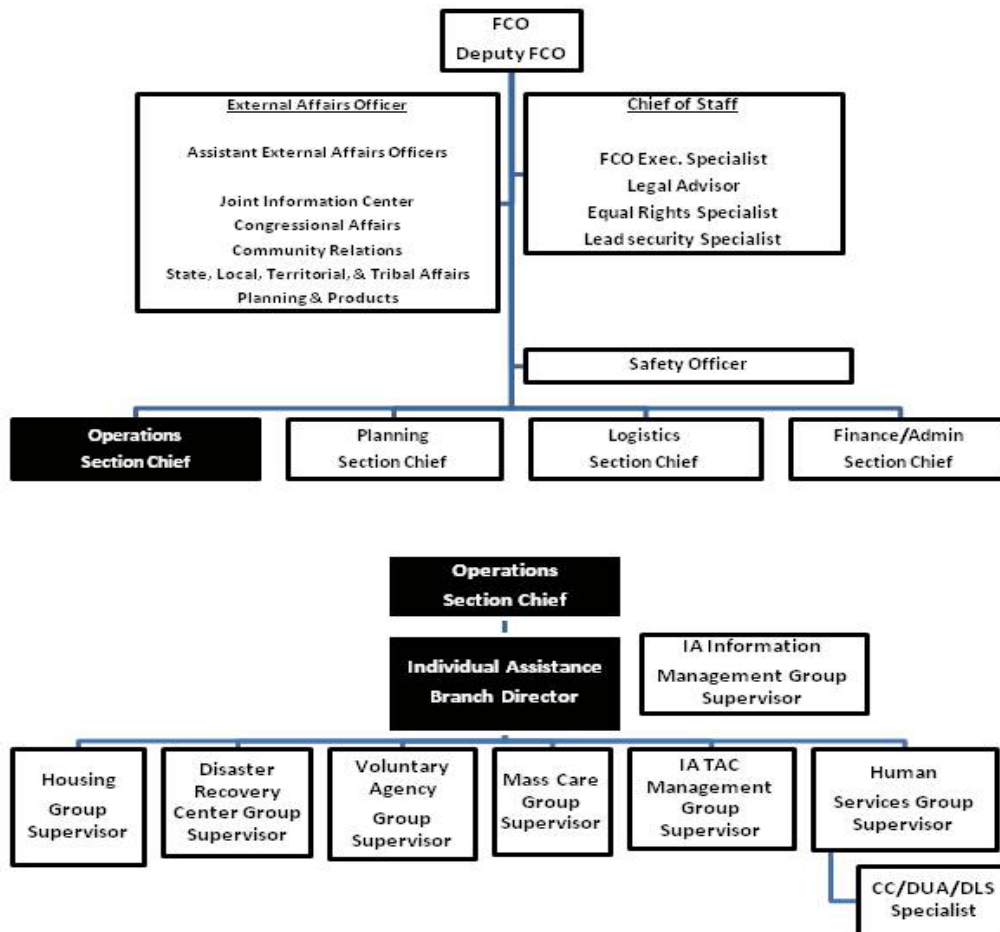 FCO
Deputy FCO
External Affairs Officer
Assistant External Affairs Officers
Joint Information Center
Congressional Affairs
Community Relations
State, Local, Territorial, & Tribal Affairs
Planning & Products
Chief of Staff
FCO Exec. Specialist
Legal Advisor
Equal Rights Specialist
Lead security Specialist
Safety Officer
Operations
Section Chief
Planning
Section Chief
Logistics
Section Chief
Finance/Admin
Section Chief
Operations
Section Chief
Individual Assistance
Branch Director
IA Information
Management Group
Supervisor
Housing
Group
Supervisor
Disaster
Recovery
Center Group
Supervisor
Voluntary
Agency
Group
Supervisor
Mass Care
Group
Supervisor
IA TAC
Management
Group
Supervisor
Human
Services Group
Supervisor
CC/DUA/DLS
Specialist